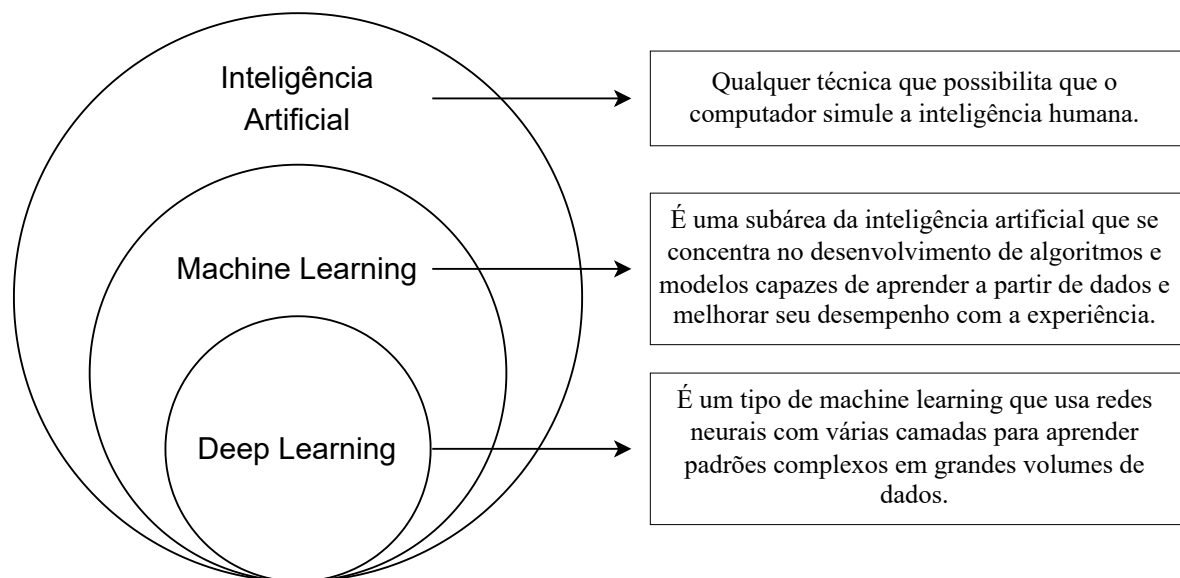 Inteligência
Artificial
Qualquer técnica que possibilita que o
computador simule a inteligência humana.
Machine Learning
É uma subárea da inteligência artificial que se
concentra no desenvolvimento de algoritmos e
modelos capazes de aprender a partir de dados e
melhorar seu desempenho com a experiência.
Deep Learning
É um tipo de machine learning que usa redes
neurais com várias camadas para aprender
padrões complexos em grandes volumes de
dados.